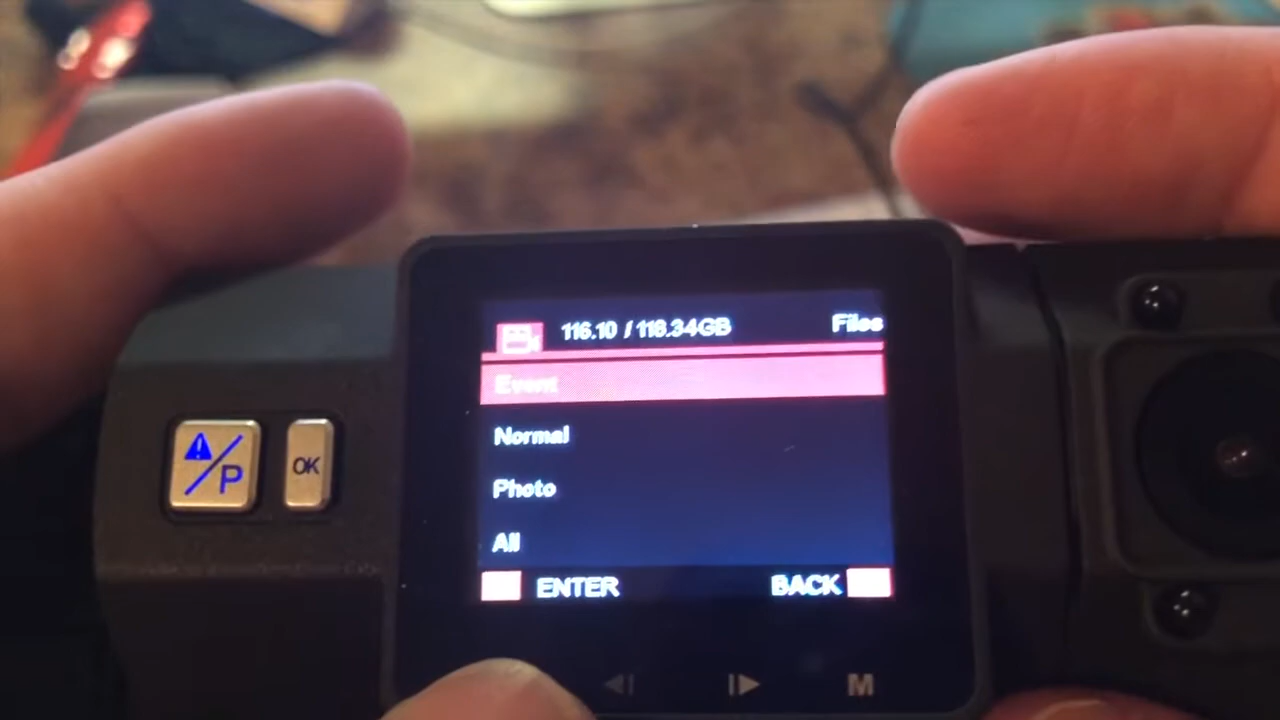 116.10 / 118.34GB Files
Event
Normal
Photo
All
ENTER BACK
P
OK
M